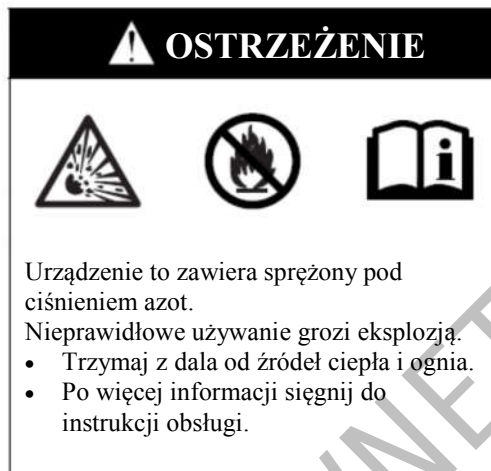 OSTRZEŻENIE
Urządzenie to zawiera sprężony pod
ciśnieniem azot.
Nieprawidłowe używanie grozi eksplozją.
• Trzymaj z dala od źródeł ciepła i ognia.
• Po więcej informacji sięgnij do
instrukcji obsługi.